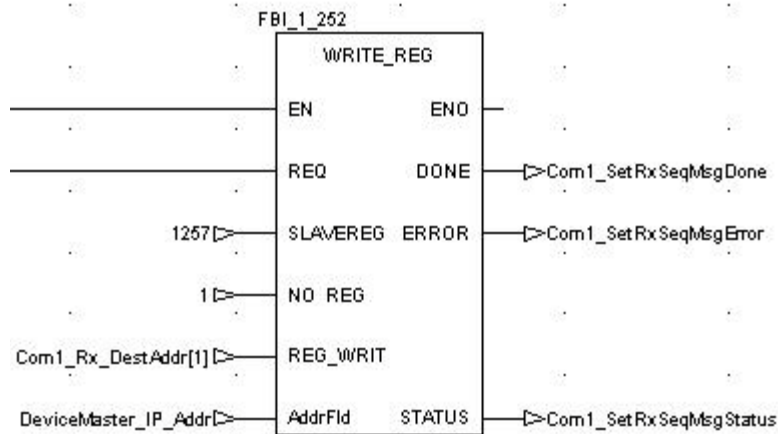 FBI_1_252
WRITE_REG
EN ENO
REQ DONE Com1_SetRxSeqMsgDone
1257 SLAVEREG ERROR Com1_SetRxSeqMsgError
1 NO REG
Com1_Rx_DestAddr[1] REG_WRIT
DeviceMaster_IP_Addr AddrFld STATUS Com1_SetRxSeqMsgStatus